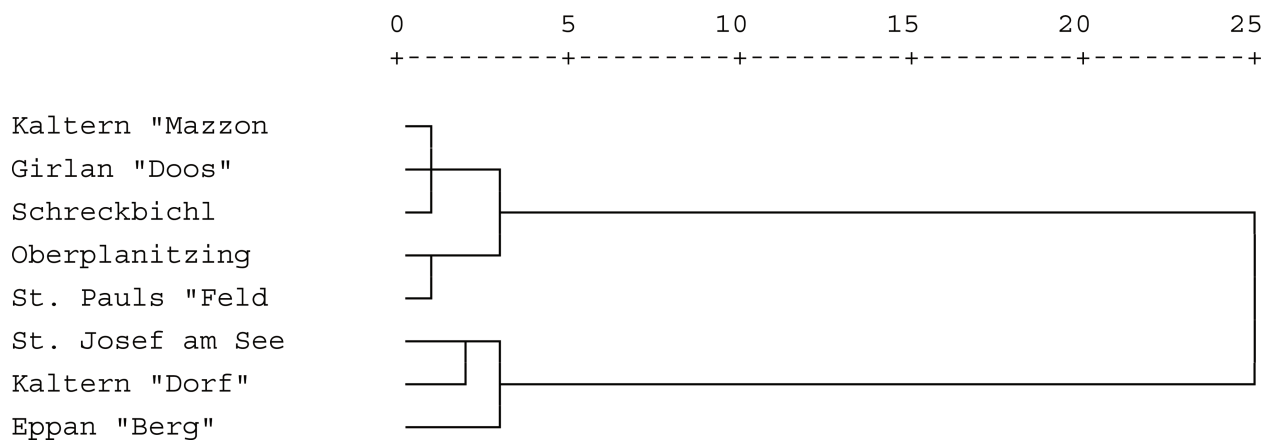 0 5 10 15 20 25
Kaltern "Mazzon
Girlan "Doos"
Schreckbichl
Oberplanitzing
St. Pauls "Feld
St. Josef am See
Kaltern "Dorf"
Eppan "Berg"